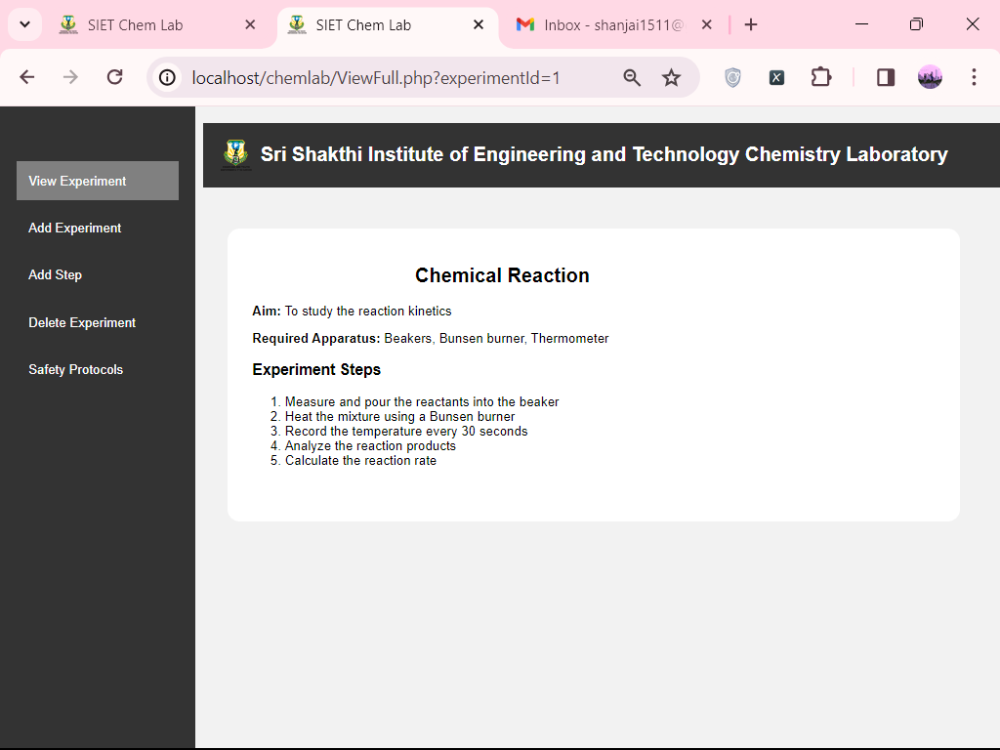 SIET Chem Lab
SIET Chem Lab
Inbox - shanjai1511@
localhost/chemlab/ViewFull.php?experimentId=1
Sri Shakthi Institute of Engineering and Technology Chemistry Laboratory
View Experiment
Add Experiment
Add Step
Delete Experiment
Safety Protocols
Chemical Reaction
Aim: To study the reaction kinetics
Required Apparatus: Beakers, Bunsen burner, Thermometer
Experiment Steps
1. Measure and pour the reactants into the beaker
2. Heat the mixture using a Bunsen burner
3. Record the temperature every 30 seconds
4. Analyze the reaction products
5. Calculate the reaction rate